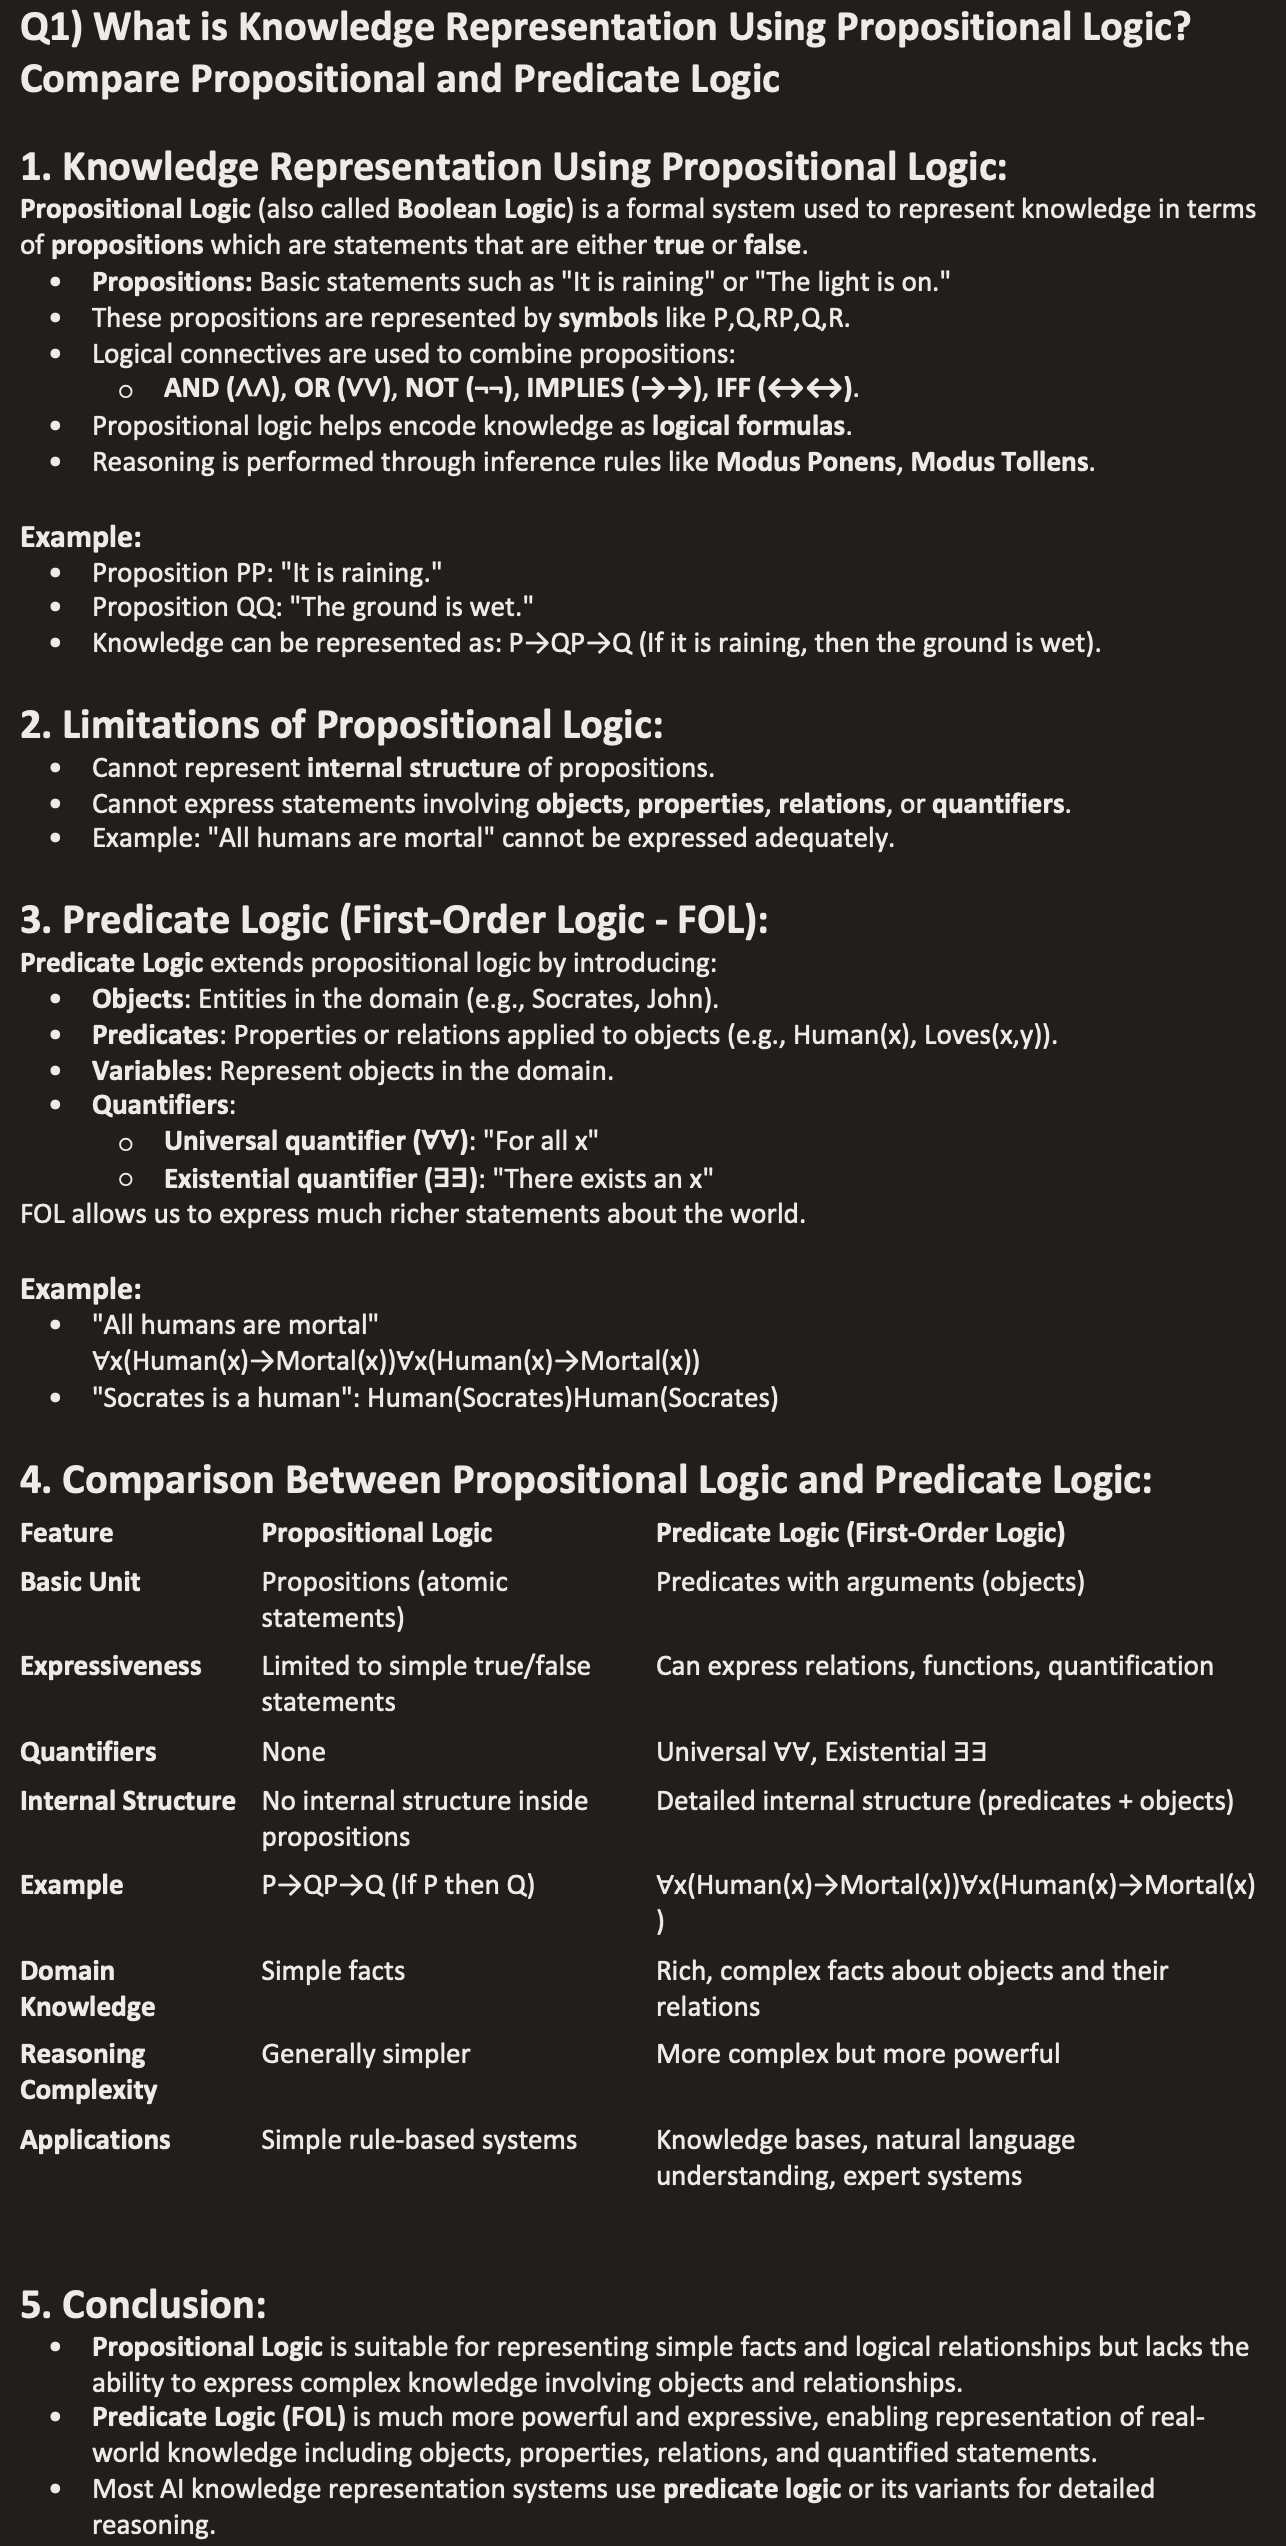 Q1) What is Knowledge Representation Using Propositional Logic?
Compare Propositional and Predicate Logic
1. Knowledge Representation Using Propositional Logic:
Propositional Logic (also called Boolean Logic) is a formal system used to represent knowledge in terms
of propositions which are statements that are either true or false.
• Propositions: Basic statements such as "It is raining" or "The light is on."
• These propositions are represented by symbols like P,Q,RP,Q,R.
• Logical connectives are used to combine propositions:
○ AND (∧∧), OR (∨∨), NOT (¬¬), IMPLIES (→→), IFF (↔↔).
• Propositional logic helps encode knowledge as logical formulas.
• Reasoning is performed through inference rules like Modus Ponens, Modus Tollens.
Example:
• Proposition PP: "It is raining."
• Proposition QQ: "The ground is wet."
• Knowledge can be represented as: P→QP→Q (If it is raining, then the ground is wet).
2. Limitations of Propositional Logic:
• Cannot represent internal structure of propositions.
• Cannot express statements involving objects, properties, relations, or quantifiers.
• Example: "All humans are mortal" cannot be expressed adequately.
3. Predicate Logic (First-Order Logic - FOL):
Predicate Logic extends propositional logic by introducing:
• Objects: Entities in the domain (e.g., Socrates, John).
• Predicates: Properties or relations applied to objects (e.g., Human(x), Loves(x,y)).
• Variables: Represent objects in the domain.
• Quantifiers:
○ Universal quantifier (∀∀): "For all x"
○ Existential quantifier (∃∃): "There exists an x"
FOL allows us to express much richer statements about the world.
Example:
• "All humans are mortal"
∀x(Human(x)→Mortal(x))∀x(Human(x)→Mortal(x))
• "Socrates is a human": Human(Socrates)Human(Socrates)
4. Comparison Between Propositional Logic and Predicate Logic:
Feature Propositional Logic Predicate Logic (First-Order Logic)
Basic Unit Propositions (atomic Predicates with arguments (objects)
statements)
Expressiveness Limited to simple true/false Can express relations, functions, quantification
statements
Quantifiers None Universal ∀∀, Existential ∃∃
Internal Structure No internal structure inside Detailed internal structure (predicates + objects)
propositions
Example P→QP→Q (If P then Q) ∀x(Human(x)→Mortal(x))∀x(Human(x)→Mortal(x)
)
Domain Simple facts Rich, complex facts about objects and their
Knowledge relations
Reasoning Generally simpler More complex but more powerful
Complexity
Applications Simple rule-based systems Knowledge bases, natural language
understanding, expert systems
5. Conclusion:
• Propositional Logic is suitable for representing simple facts and logical relationships but lacks the
ability to express complex knowledge involving objects and relationships.
• Predicate Logic (FOL) is much more powerful and expressive, enabling representation of real-
world knowledge including objects, properties, relations, and quantified statements.
• Most AI knowledge representation systems use predicate logic or its variants for detailed
reasoning.